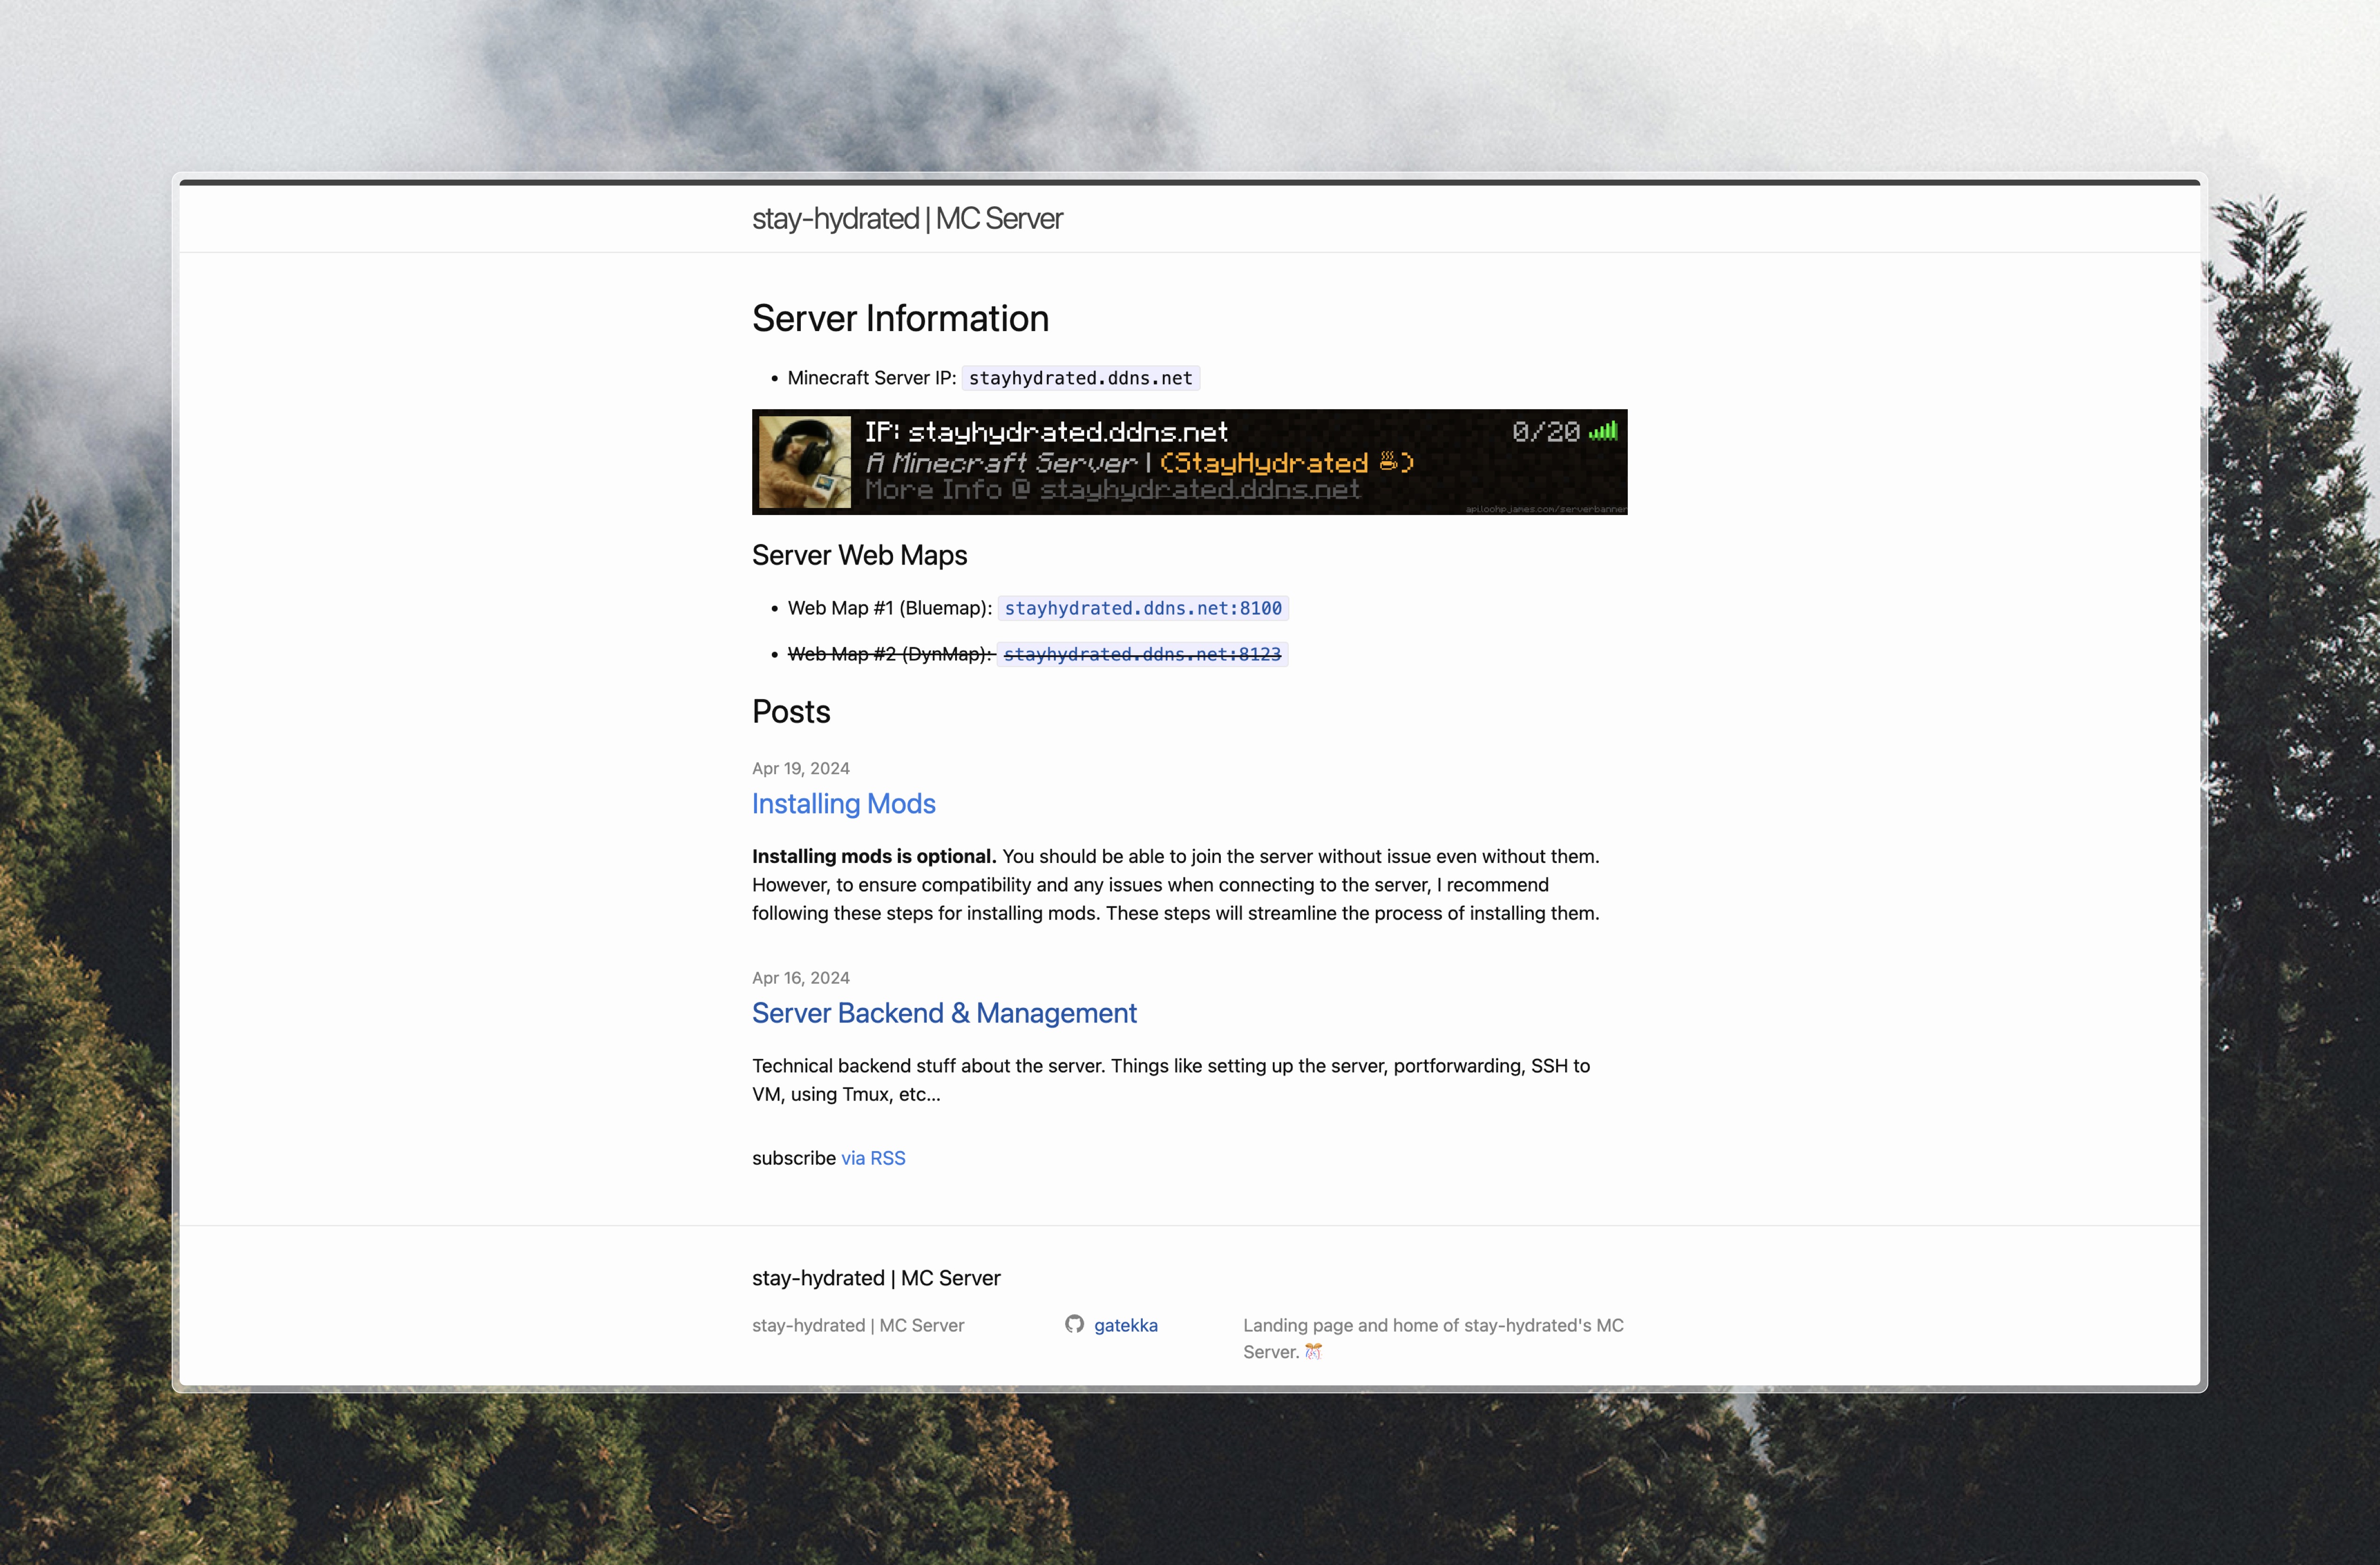 stay-hydrated | MC Server
Server Information
• Minecraft Server IP: stayhydrated.ddns.net
IP: stayhydrated.ddns.net 0/20
A Minecraft Server | (StayHydrated ☕)
More Info @ stayhydrated.ddns.net
api.loohpjames.com/serverbanner
Server Web Maps
• Web Map #1 (Bluemap): stayhydrated.ddns.net:8100
• Web Map #2 (DynMap): stayhydrated.ddns.net:8123
Posts
Apr 19, 2024
Installing Mods
Installing mods is optional. You should be able to join the server without issue even without them.
However, to ensure compatibility and any issues when connecting to the server, I recommend
following these steps for installing mods. These steps will streamline the process of installing them.
Apr 16, 2024
Server Backend & Management
Technical backend stuff about the server. Things like setting up the server, portforwarding, SSH to
VM, using Tmux, etc...
subscribe via RSS
stay-hydrated | MC Server
stay-hydrated | MC Server
gatekka
Landing page and home of stay-hydrated's MC
Server. 🎊